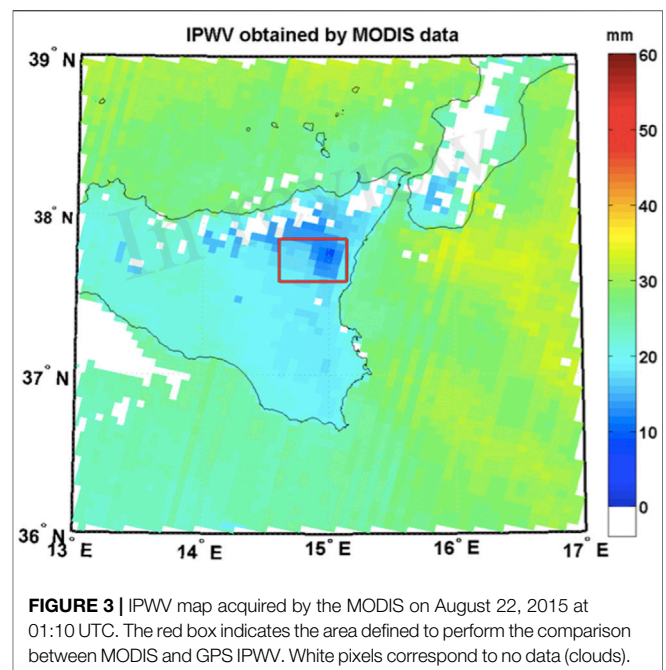 IPWV obtained by MODIS data
mm
39° N
38° N
37° N
36° N
13° E
14° E
15° E
16° E
17° E
60
50
40
30
20
10
0
In review
FIGURE 3 | IPWV map acquired by the MODIS on August 22, 2015 at
01:10 UTC. The red box indicates the area defined to perform the comparison
between MODIS and GPS IPWV. White pixels correspond to no data (clouds).